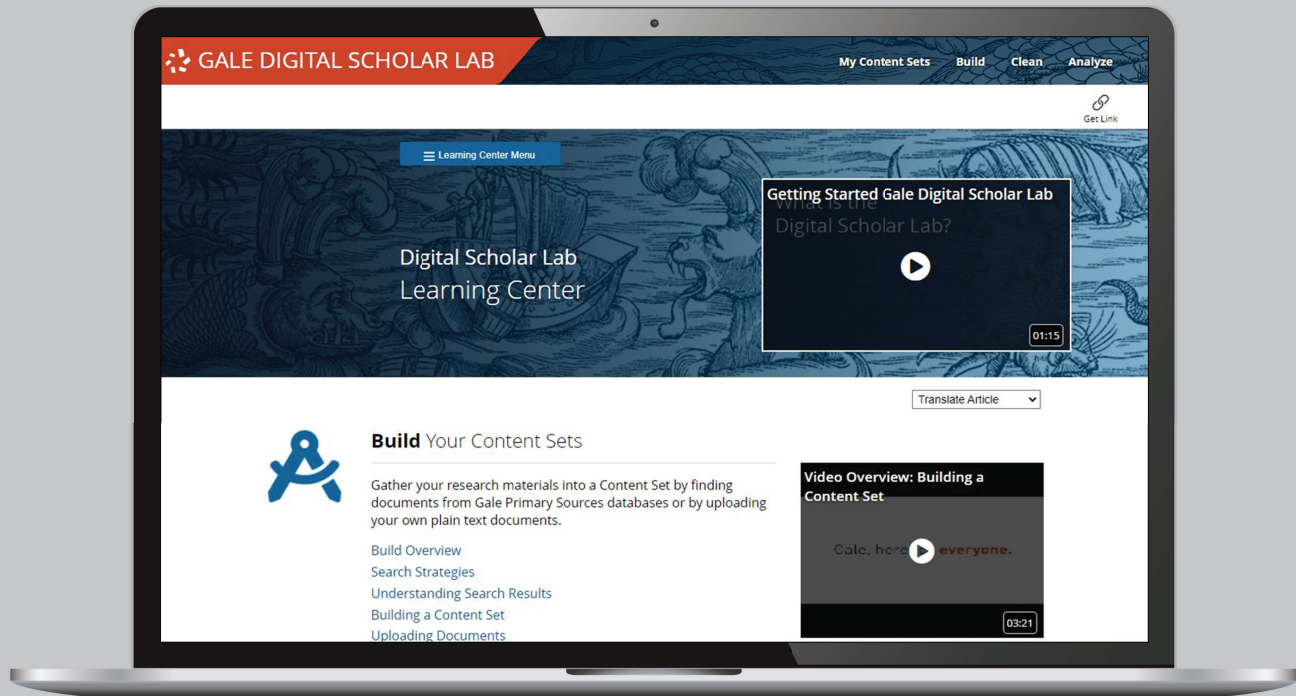 GALE DIGITAL SCHOLAR LAB
My Content Sets Build Clean Analyze
Get Link
Learning Center Menu
Getting Started Gale Digital Scholar Lab
What is the
Digital Scholar Lab?
01:15
Digital Scholar Lab
Learning Center
Translate Article
Build Your Content Sets
Gather your research materials into a Content Set by finding
documents from Gale Primary Sources databases or by uploading
your own plain text documents.
Build Overview
Search Strategies
Understanding Search Results
Building a Content Set
Uploading Documents
Video Overview: Building a
Content Set
Gale, here everyone.
03:21